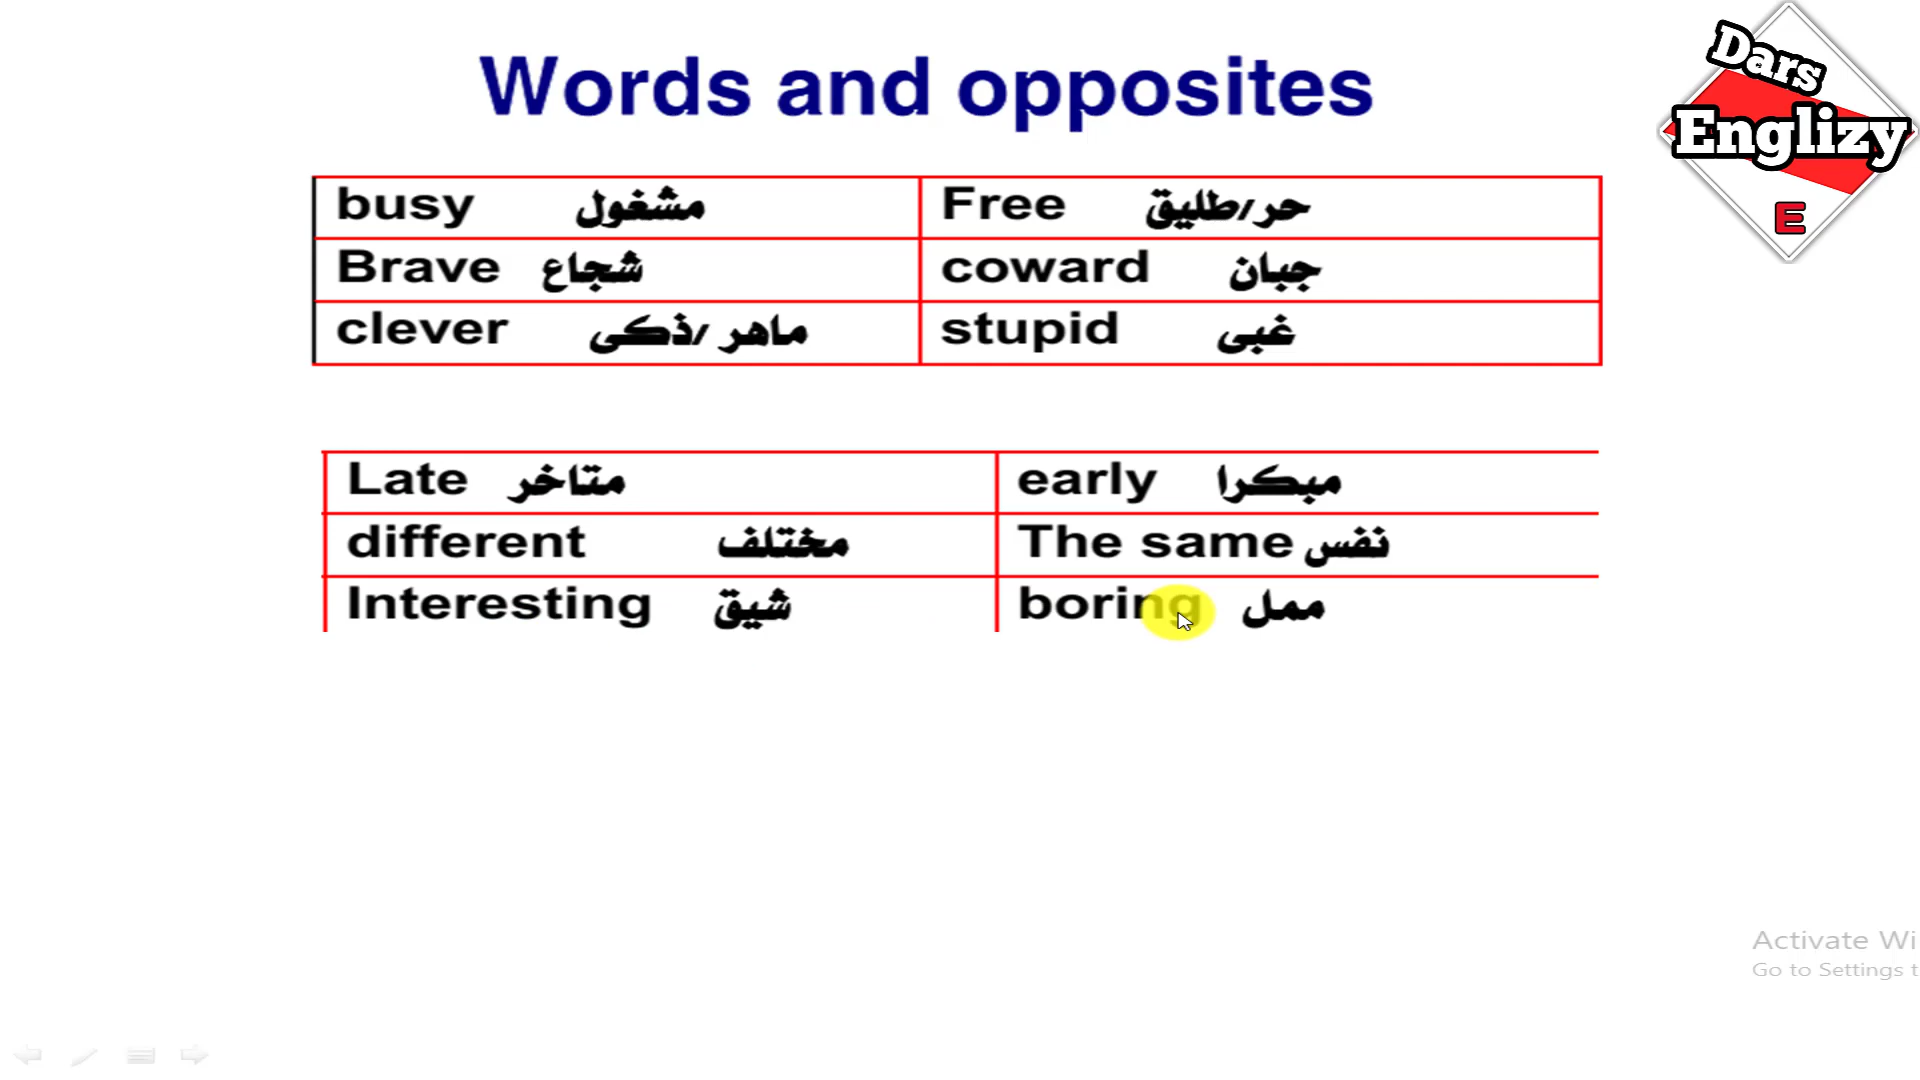 Words and opposites
Dars
Englizy
E
busy مشغول Free حر/طليق
Brave شجاع coward جبان
clever ماهر /ذكى stupid غبى
Late متاخر early مبكرا
different مختلف The same نفس
Interesting شيق boring ممل
Activate Wi
Go to Settings t